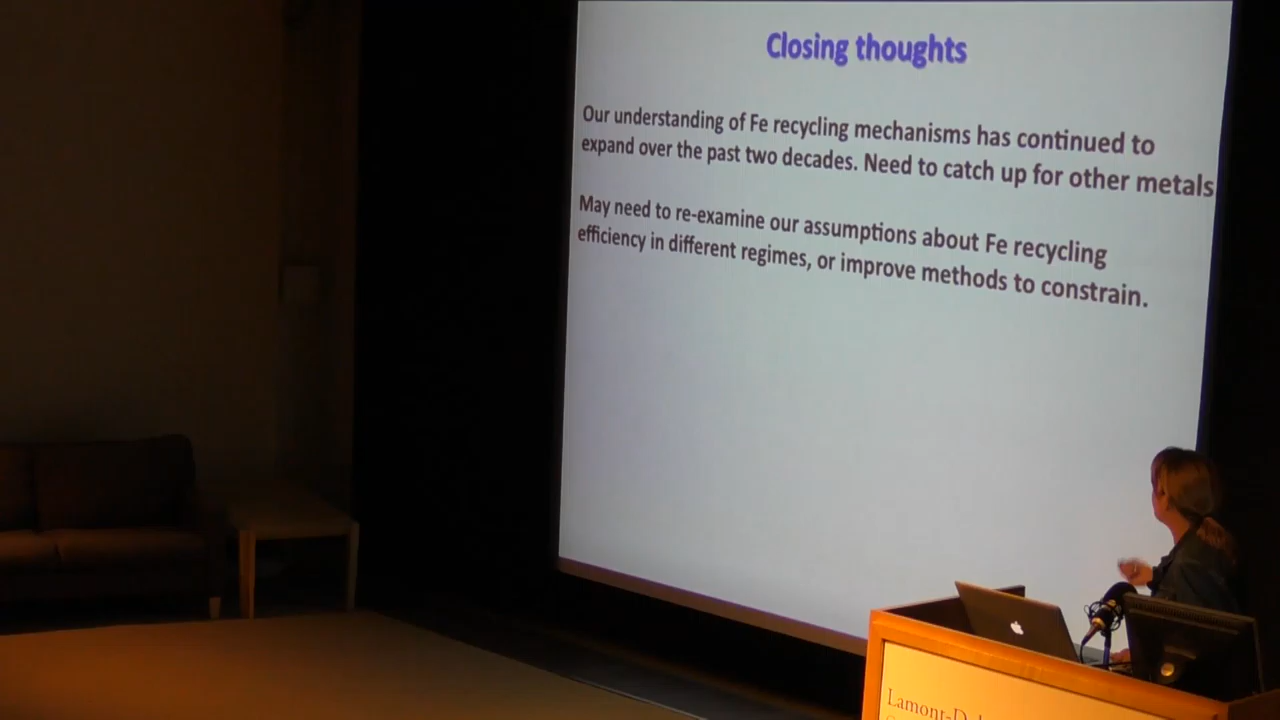 Closing thoughts
Our understanding of Fe recycling mechanisms has continued to
expand over the past two decades. Need to catch up for other metals
May need to re-examine our assumptions about Fe recycling
efficiency in different regimes, or improve methods to constrain.